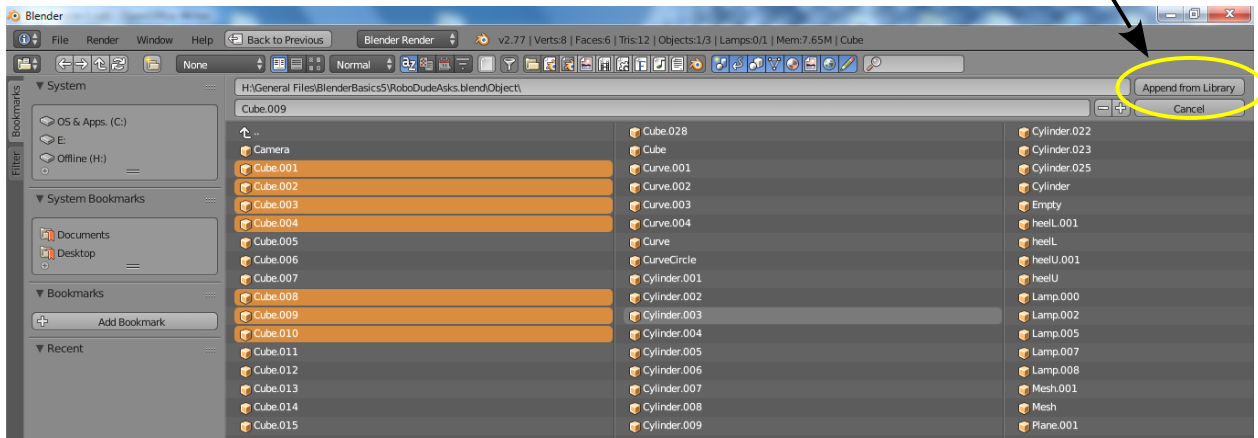 Blender
File Render Window Help Back to Previous Blender Render v2.77 | Verts:8 | Faces:6 | Tris:12 | Objects:1/3 | Lamps:0/1 | Mem:7.65M | Cube
None Normal
Bookmarks
Filter
System
OS & Apps. (C:)
E:
Offline (H:)
System Bookmarks
Documents
Desktop
Bookmarks
Add Bookmark
Recent
H:\General Files\BlenderBasics5\RoboDudeAsks.blend\Object\
Append from Library
Cube.009
Cancel
..
Camera
Cube.001
Cube.002
Cube.003
Cube.004
Cube.005
Cube.006
Cube.007
Cube.008
Cube.009
Cube.010
Cube.011
Cube.012
Cube.013
Cube.014
Cube.015
Cube.028
Cube
Curve.001
Curve.002
Curve.003
Curve.004
Curve
CurveCircle
Cylinder.001
Cylinder.002
Cylinder.003
Cylinder.004
Cylinder.005
Cylinder.006
Cylinder.007
Cylinder.008
Cylinder.009
Cylinder.022
Cylinder.023
Cylinder.025
Cylinder
Empty
heelL.001
heelL
heelU.001
heelU
Lamp.000
Lamp.002
Lamp.005
Lamp.007
Lamp.008
Mesh.001
Mesh
Plane.001